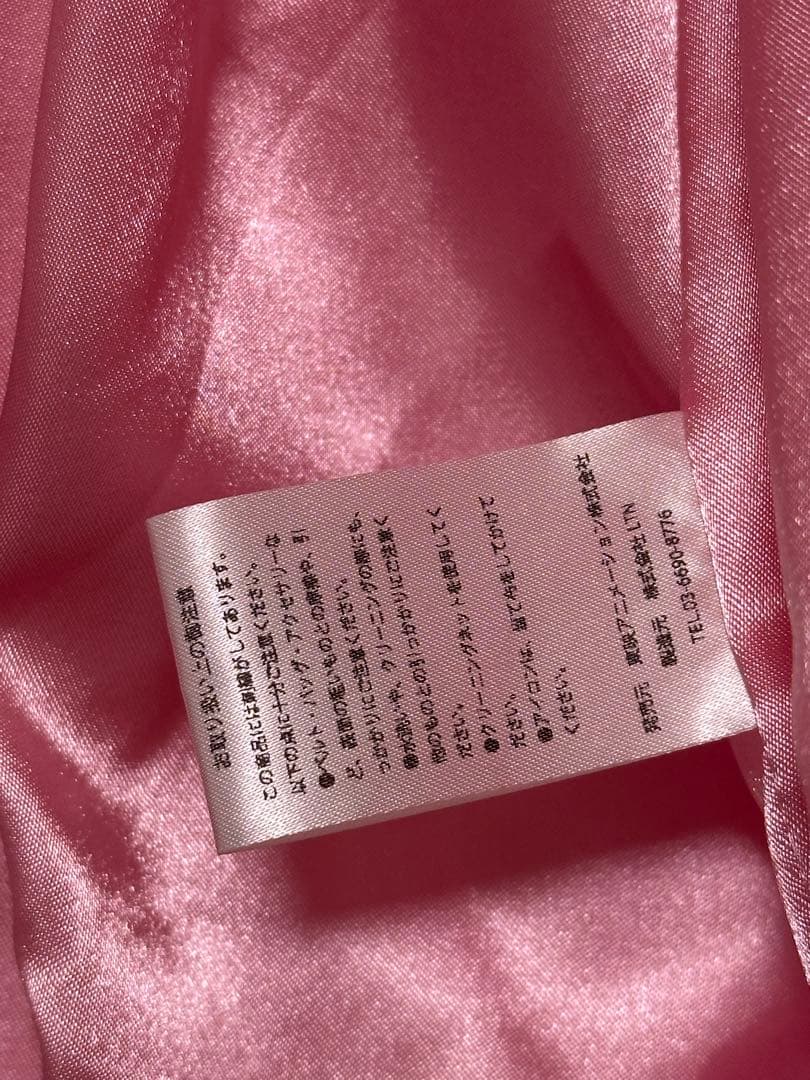 お取り扱い上の御注意
この商品には刺繍がしてあります。
以下の点に十分ご注意ください。
●ベルト・バッグ・アクセサリーな
ど、表面の粗いものとの摩擦や、引
っかかりにご注意ください。
●水洗いや、クリーニングの際にも、
他のものとの引っかかりにご注意く
ださい。
●クリーニングネットを使用してく
ださい。
●アイロンは、当て布をしてかけて
ください。
発売元 東映アニメーション株式会社
製造元 株式会社 LTN
TEL.03-6690-8776